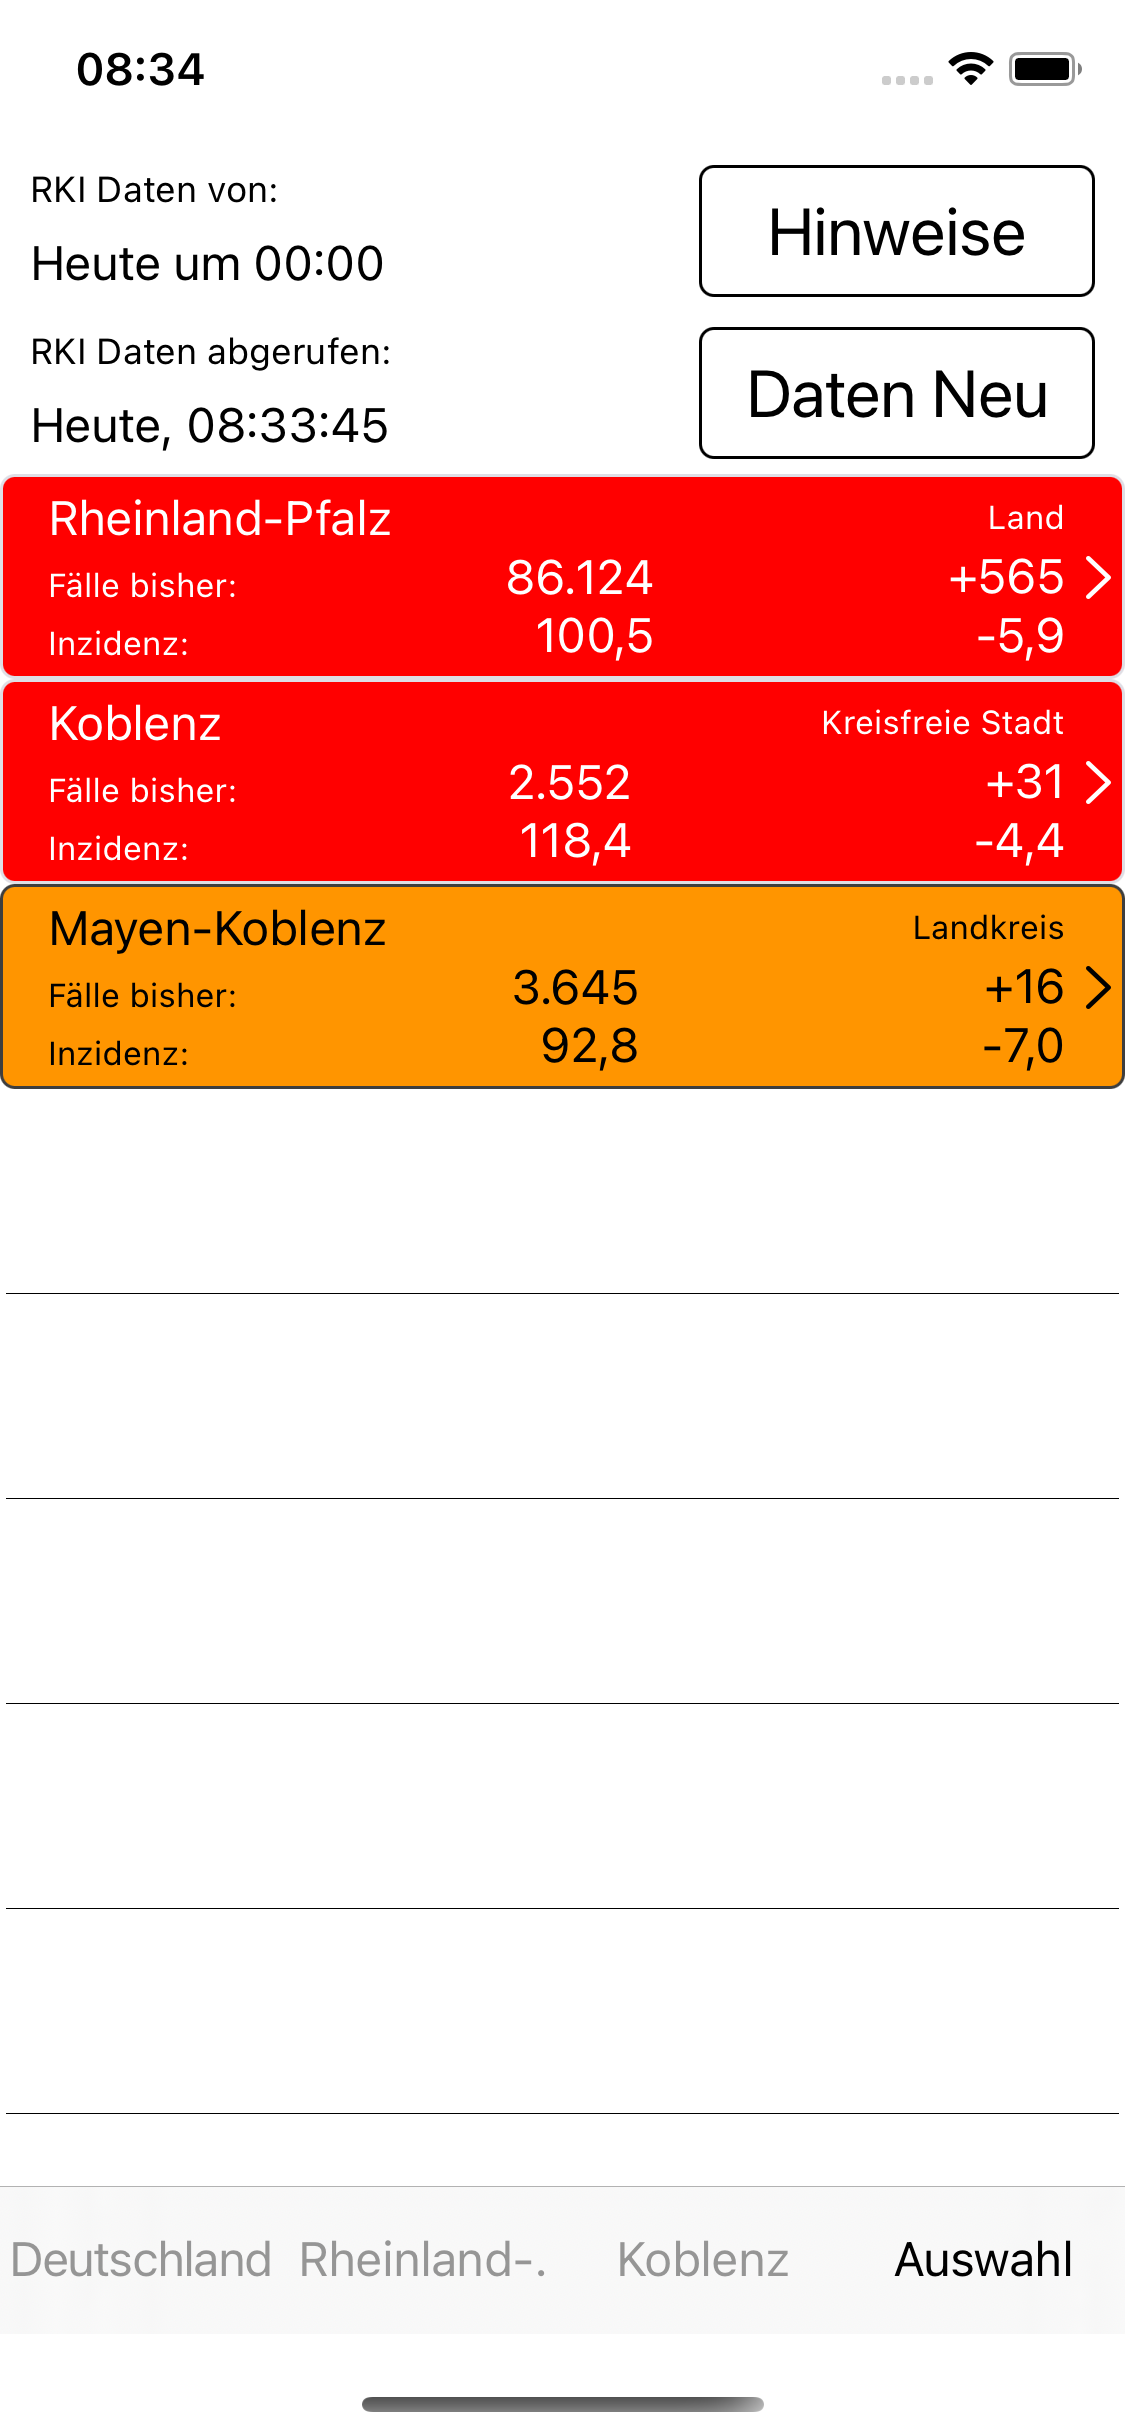 08:34
RKI Daten von:
Heute um 00:00
Hinweise
RKI Daten abgerufen:
Heute, 08:33:45
Daten Neu
Rheinland-Pfalz Land
Fälle bisher: 86.124 +565
Inzidenz: 100,5 -5,9
Koblenz Kreisfreie Stadt
Fälle bisher: 2.552 +31
Inzidenz: 118,4 -4,4
Mayen-Koblenz Landkreis
Fälle bisher: 3.645 +16
Inzidenz: 92,8 -7,0
Deutschland Rheinland-. Koblenz Auswahl